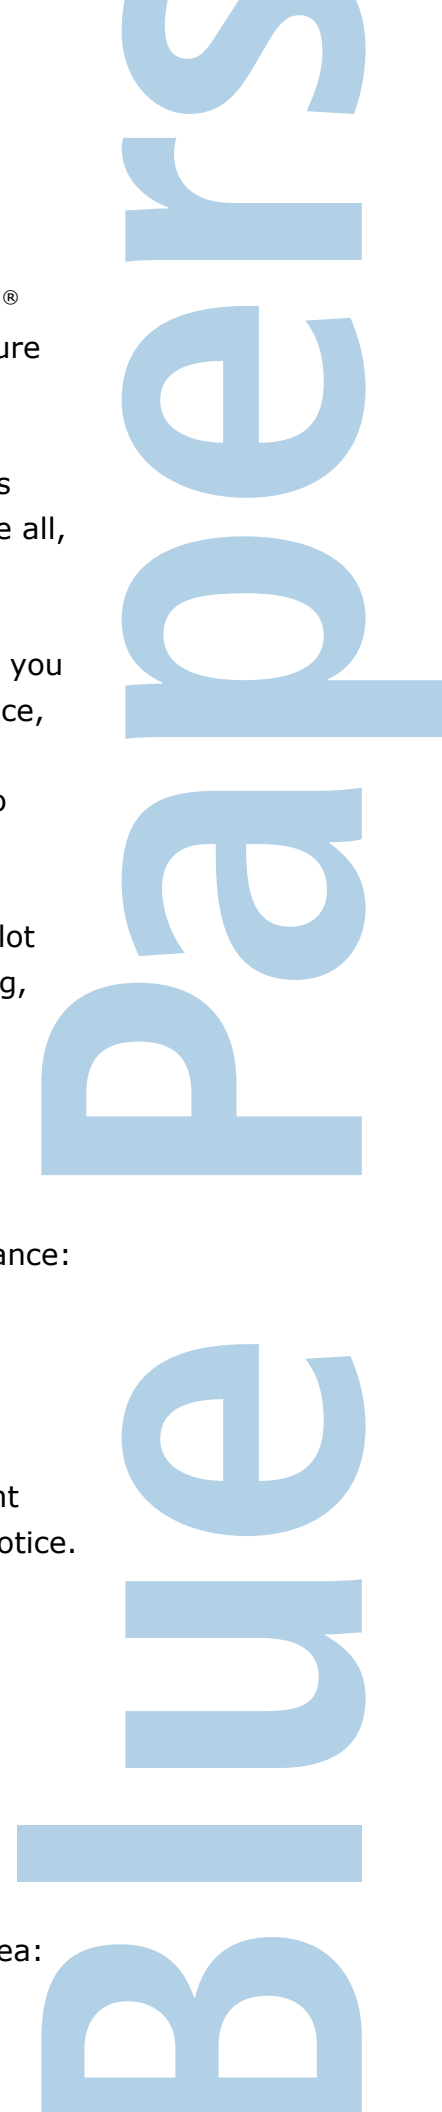 ®
ure
s
e all,
you
ce,
o
lot
g,
ance:
nt
otice.
ea:
Blue Papers